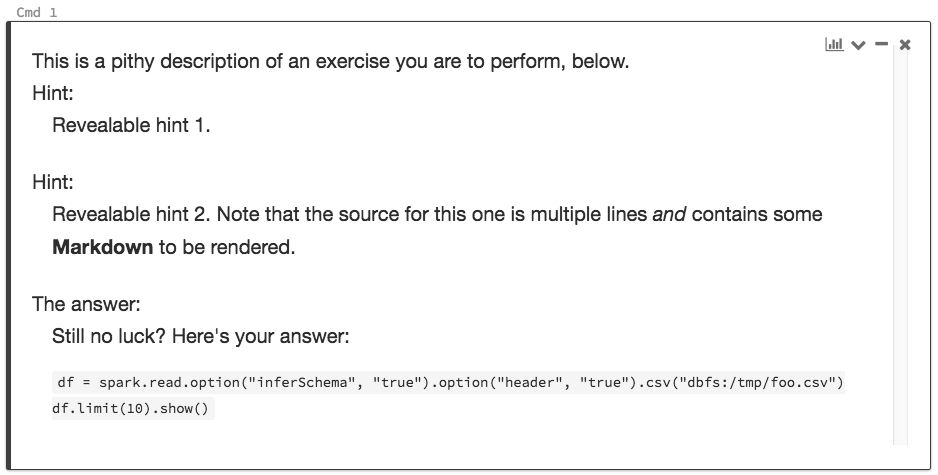 Cmd 1
This is a pithy description of an exercise you are to perform, below.
Hint:
Revealable hint 1.
Hint:
Revealable hint 2. Note that the source for this one is multiple lines and contains some
Markdown to be rendered.
The answer:
Still no luck? Here's your answer:
df = spark.read.option("inferSchema", "true").option("header", "true").csv("dbfs:/tmp/foo.csv")
df.limit(10).show()